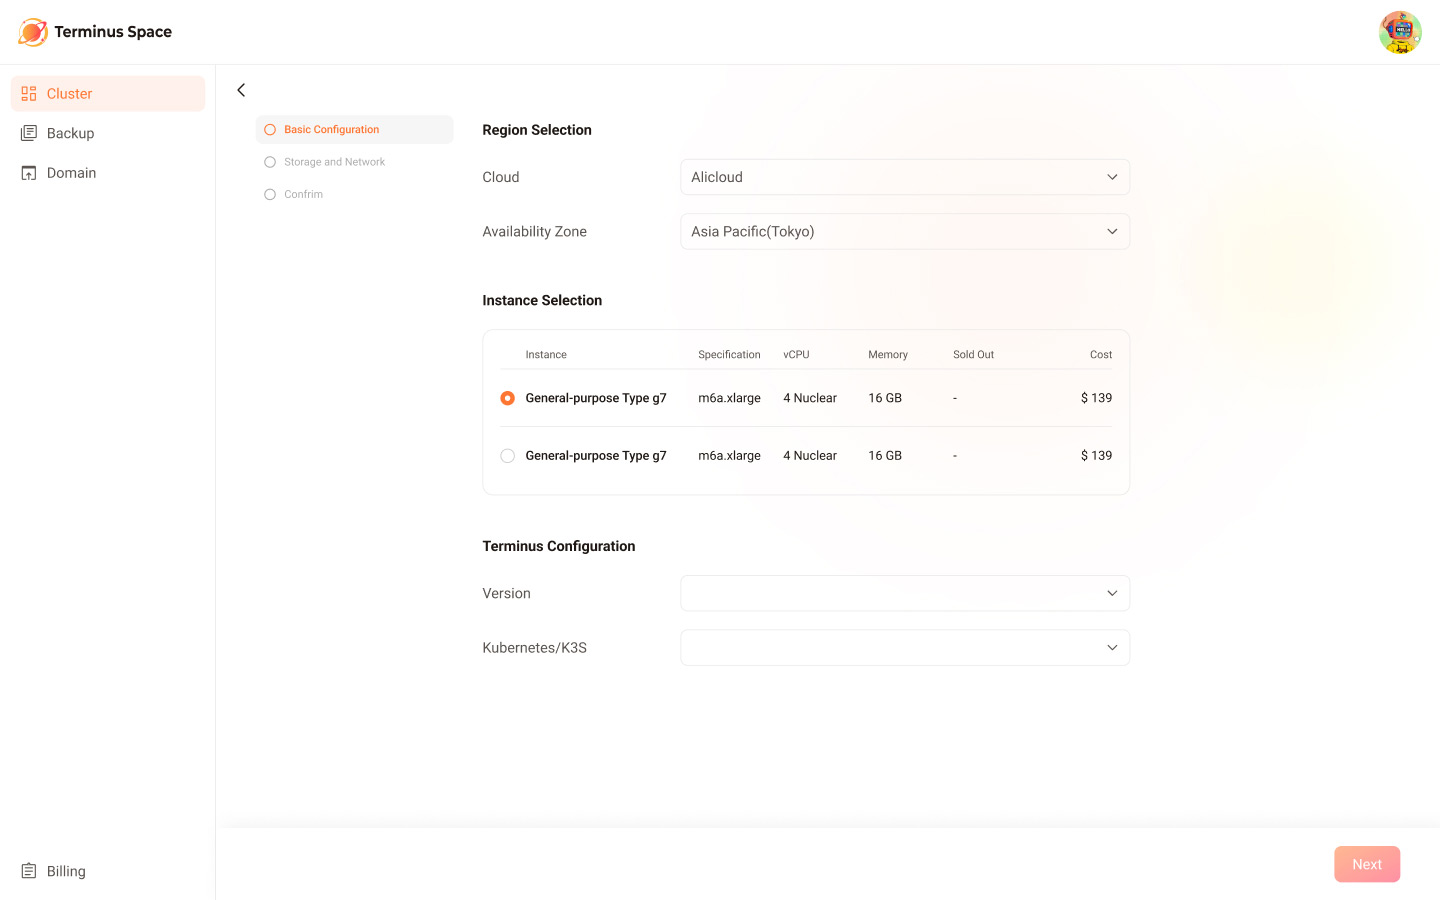 Terminus Space
Cluster
Backup
Domain
Billing
Basic Configuration
Storage and Network
Confrim
Region Selection
Cloud
Alicloud
Availability Zone
Asia Pacific(Tokyo)
Instance Selection
Instance Specification vCPU Memory Sold Out Cost
General-purpose Type g7 m6a.xlarge 4 Nuclear 16 GB - $ 139
General-purpose Type g7 m6a.xlarge 4 Nuclear 16 GB - $ 139
Terminus Configuration
Version
Kubernetes/K3S
Next